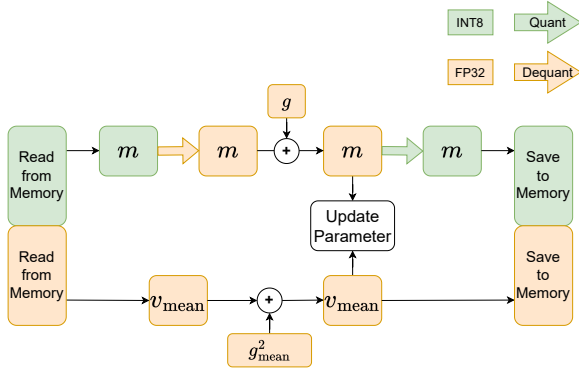 INT8
Quant
FP32
Dequant
g
Read
from
Memory
m
m
+
m
m
Save
to
Memory
Update
Parameter
Read
from
Memory
v_mean
+
v_mean
Save
to
Memory
g²_mean